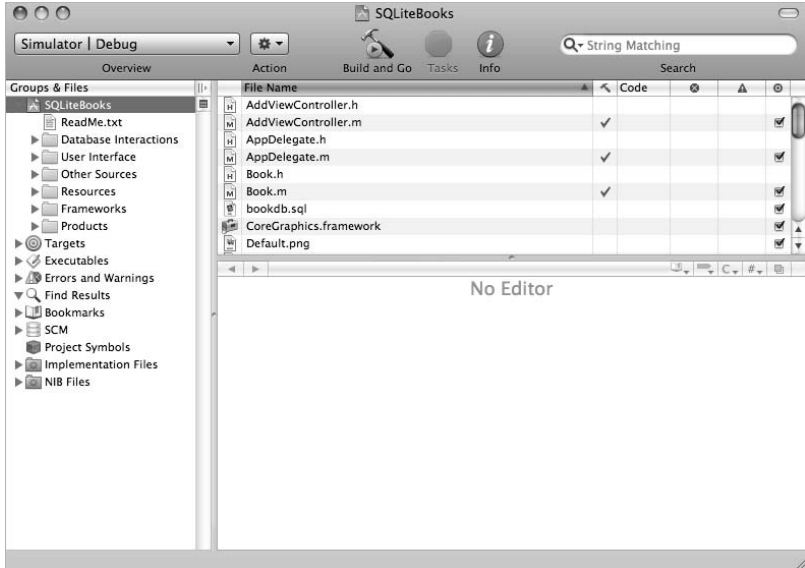 SQLiteBooks
Simulator | Debug
String Matching
Overview
Action
Build and Go
Tasks
Info
Search
Groups & Files
SQLiteBooks
ReadMe.txt
Database Interactions
User Interface
Other Sources
Resources
Frameworks
Products
Targets
Executables
Errors and Warnings
Find Results
Bookmarks
SCM
Project Symbols
Implementation Files
NIB Files
File Name
Code
AddViewController.h
AddViewController.m
AppDelegate.h
AppDelegate.m
Book.h
Book.m
bookdb.sql
CoreGraphics.framework
Default.png
C
#
No Editor